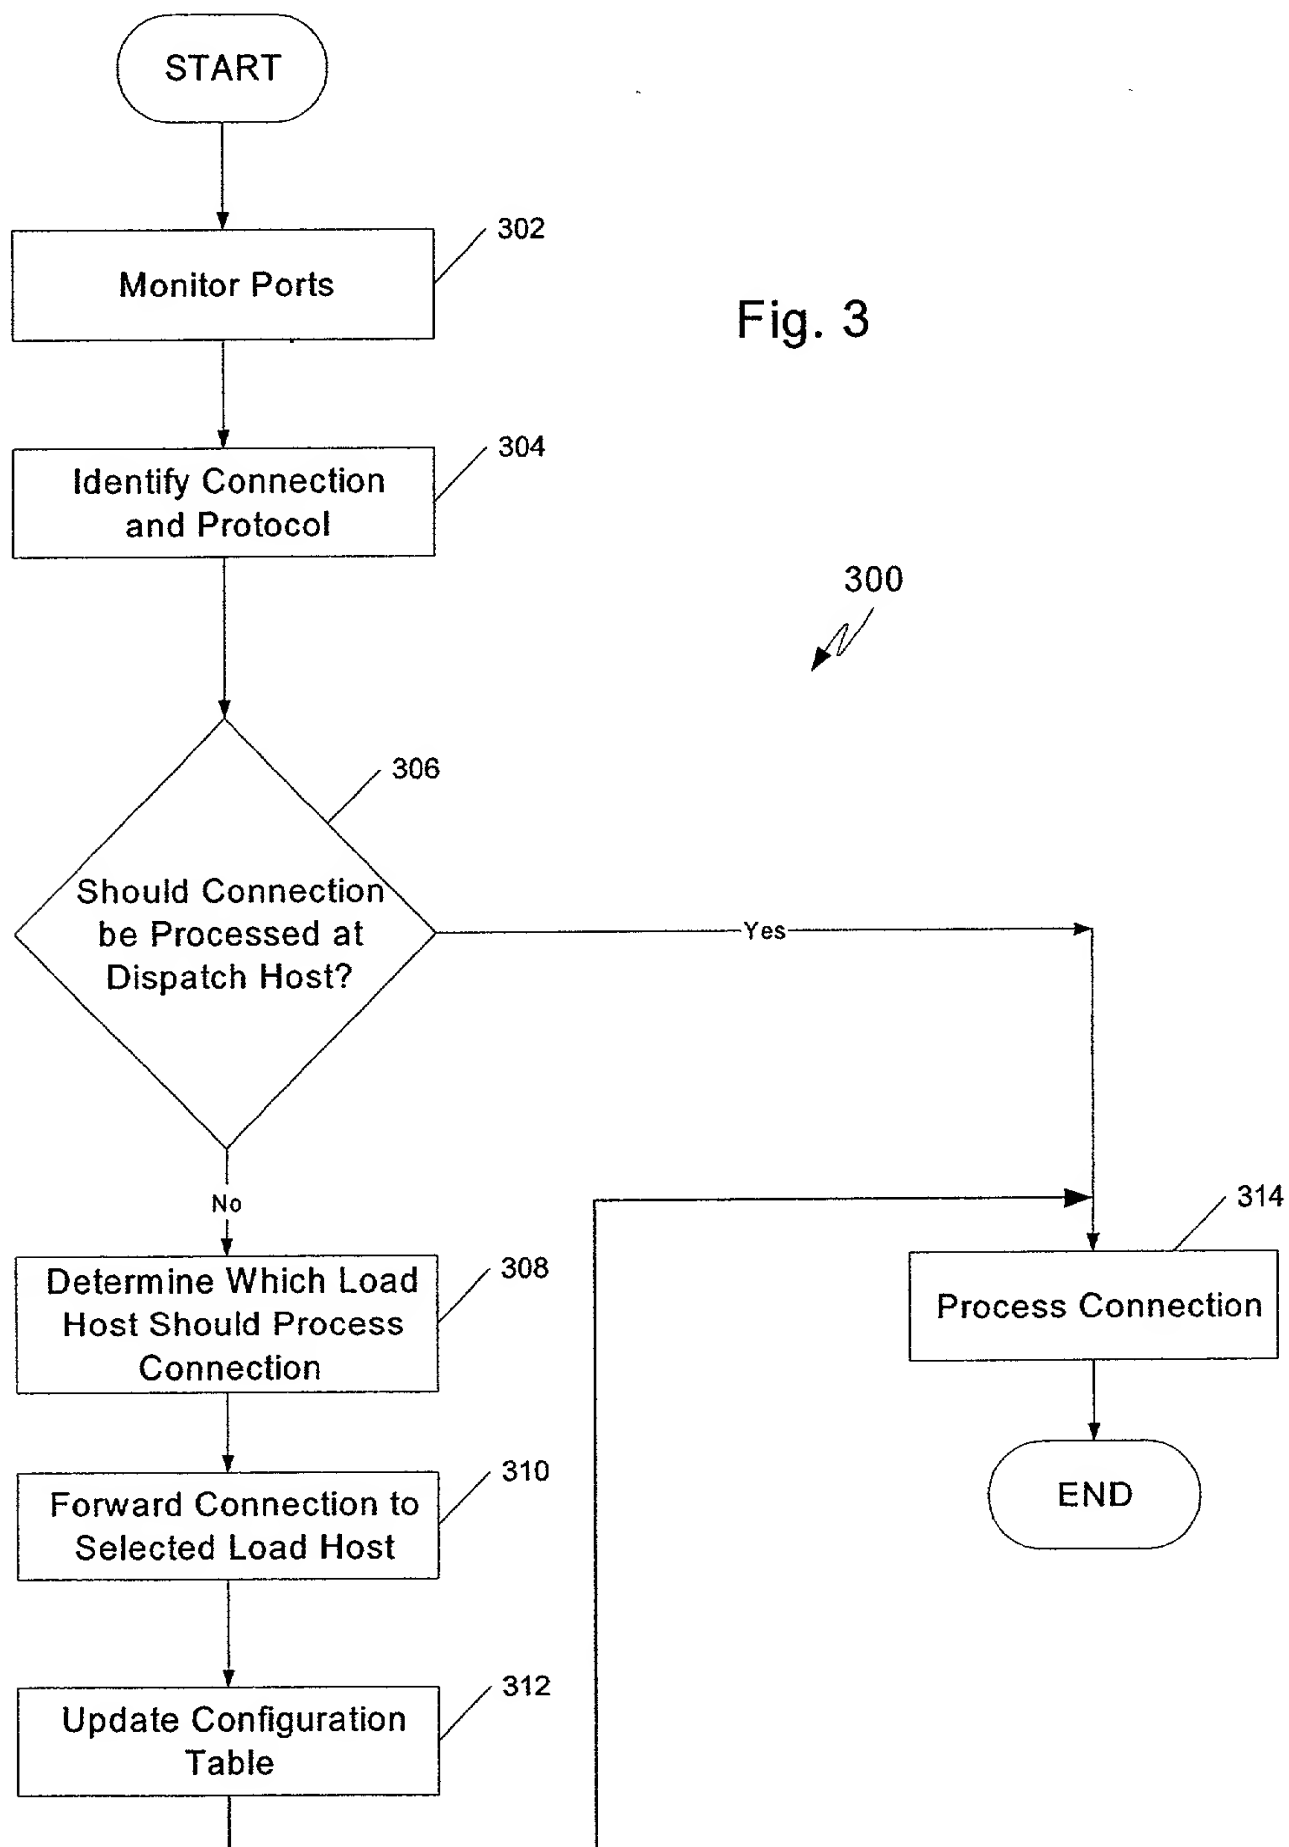 START
302
Monitor Ports
Fig. 3
304
Identify Connection
and Protocol
300
306
Should Connection
be Processed at
Dispatch Host?
Yes
No
308
Determine Which Load
Host Should Process
Connection
314
Process Connection
310
Forward Connection to
Selected Load Host
END
312
Update Configuration
Table